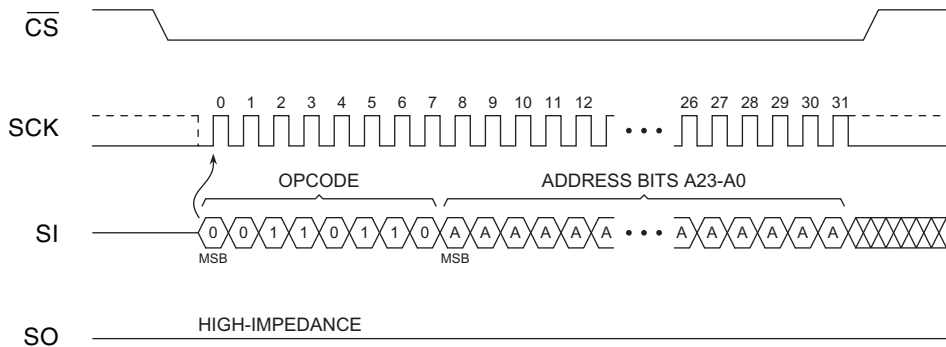 CS
0 1 2 3 4 5 6 7 8 9 10 11 12 26 27 28 29 30 31
SCK
OPCODE ADDRESS BITS A23-A0
SI 0 0 1 1 0 1 1 0 A A A A A A A A A A A A
MSB MSB
HIGH-IMPEDANCE
SO